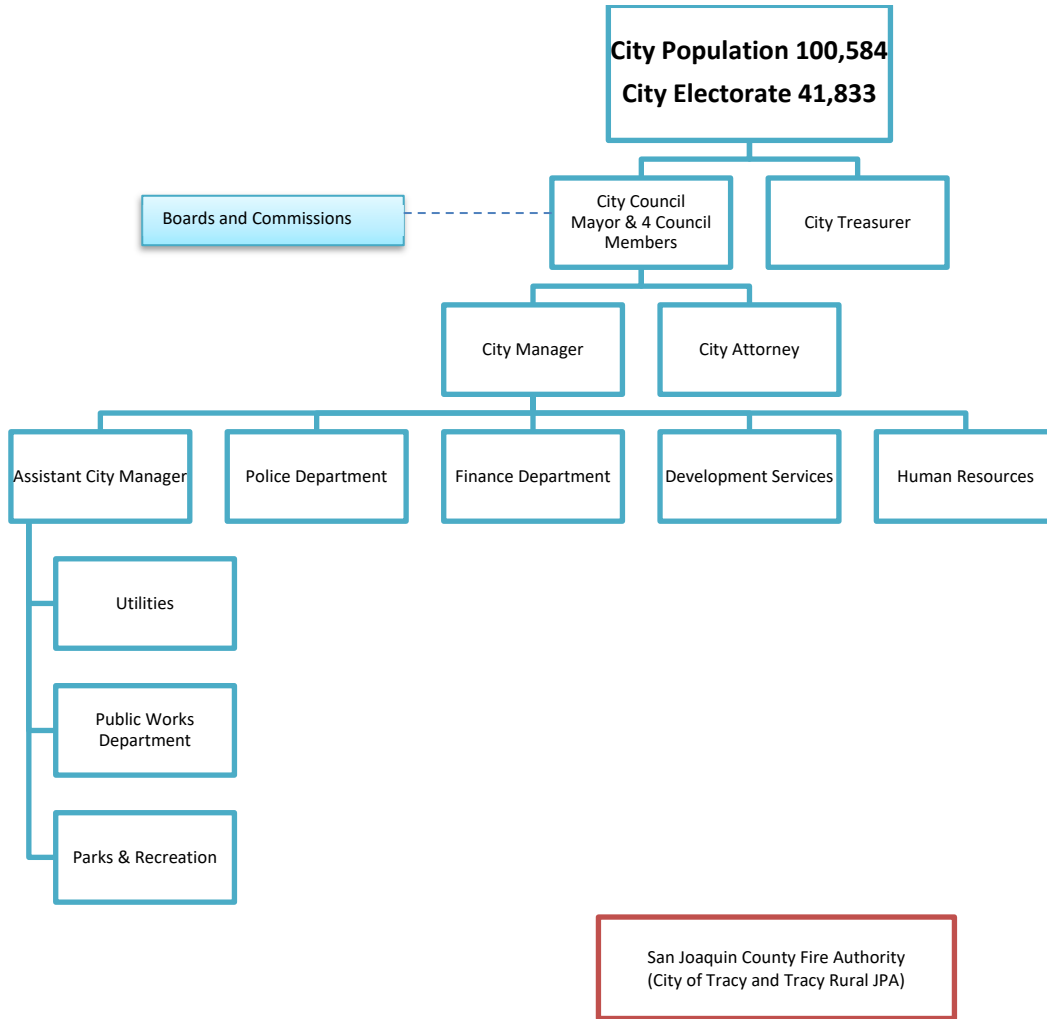 City Population 100,584
City Electorate 41,833
Boards and Commissions
City Council
Mayor & 4 Council
Members
City Treasurer
City Manager
City Attorney
Assistant City Manager
Police Department
Finance Department
Development Services
Human Resources
Utilities
Public Works
Department
Parks & Recreation
San Joaquin County Fire Authority
(City of Tracy and Tracy Rural JPA)